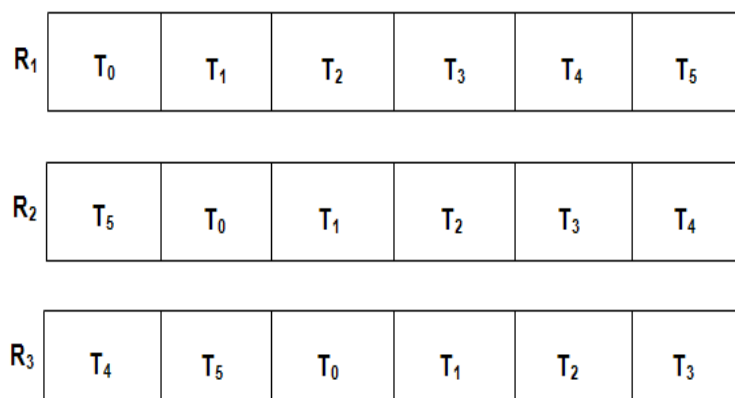 R₁ T₀ T₁ T₂ T₃ T₄ T₅
R₂ T₅ T₀ T₁ T₂ T₃ T₄
R₃ T₄ T₅ T₀ T₁ T₂ T₃